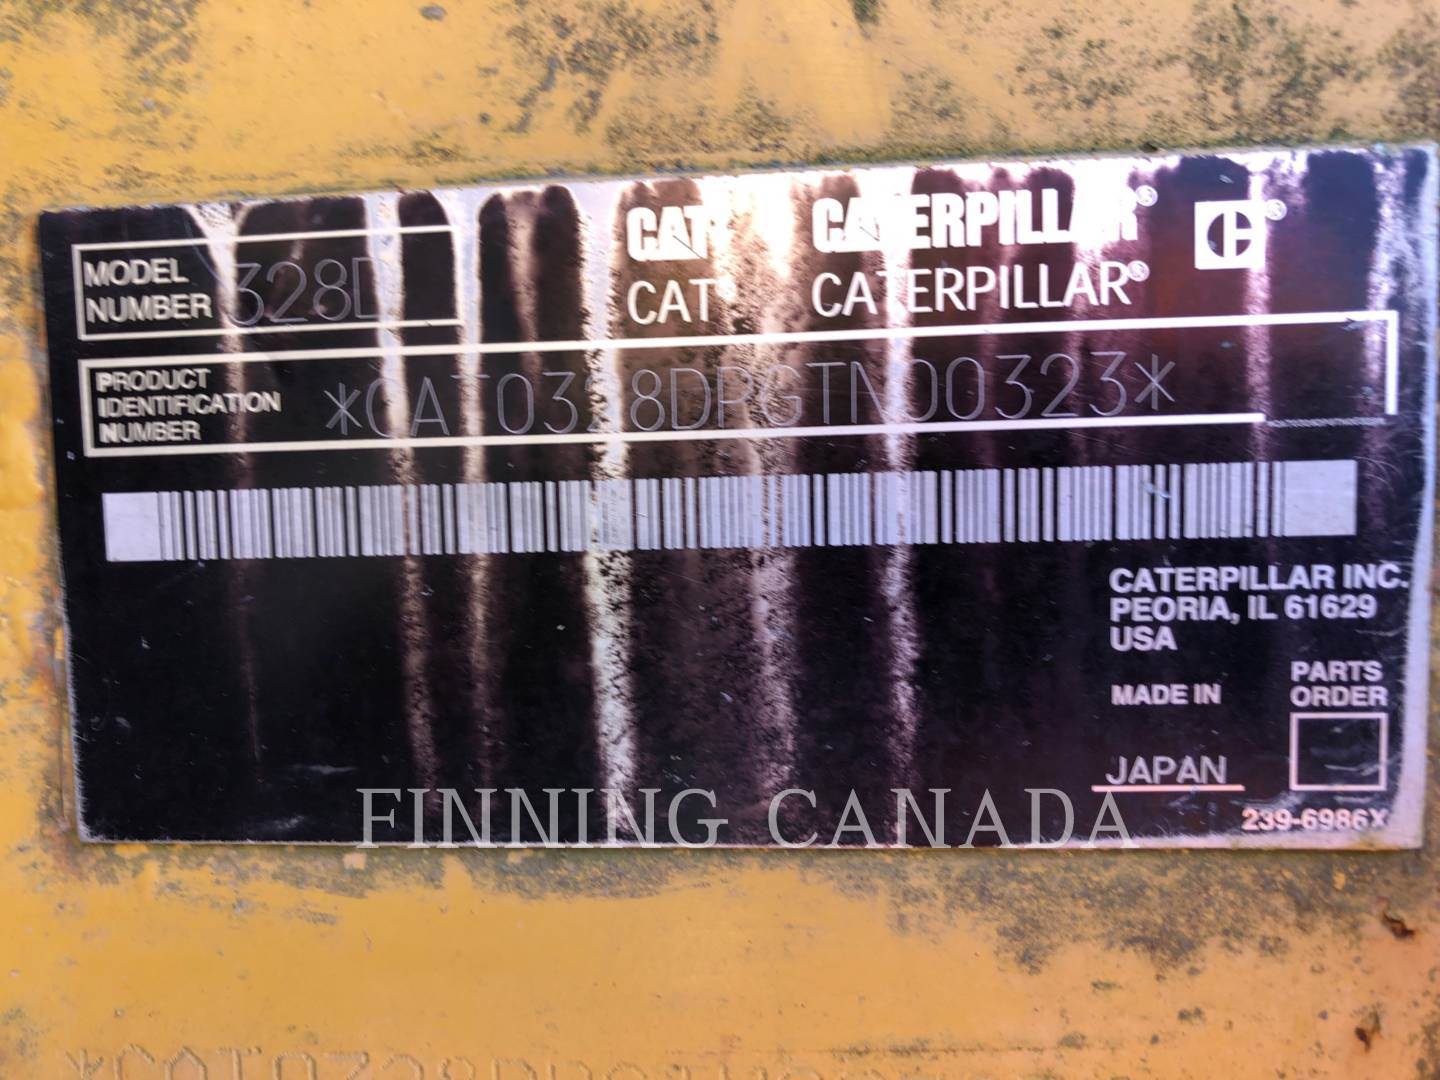 MODEL NUMBER 328D
CAT® CATERPILLAR®
CAT® CATERPILLAR®
PRODUCT IDENTIFICATION NUMBER *CAT0328DPGTN00323*
CATERPILLAR INC.
PEORIA, IL 61629
USA
MADE IN
JAPAN
PARTS
ORDER
239-6986X
FINNING CANADA